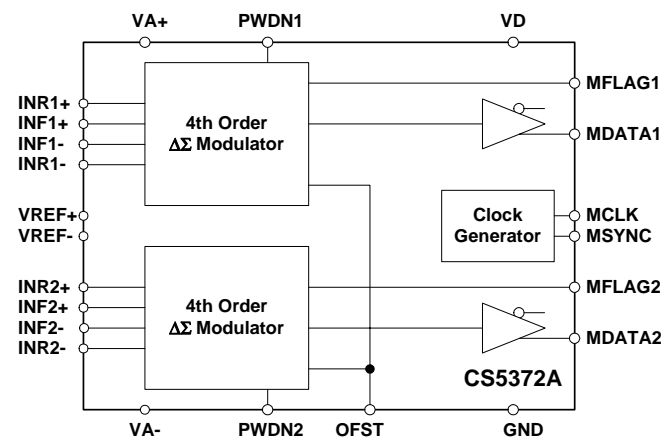 VA+ PWDN1 VD
MFLAG1
INR1+
INF1+
INF1-
INR1-
4th Order
ΔΣ Modulator
MDATA1
VREF+
VREF-
Clock
Generator
MCLK
MSYNC
INR2+
INF2+
INF2-
INR2-
4th Order
ΔΣ Modulator
MFLAG2
MDATA2
CS5372A
VA- PWDN2 OFST GND